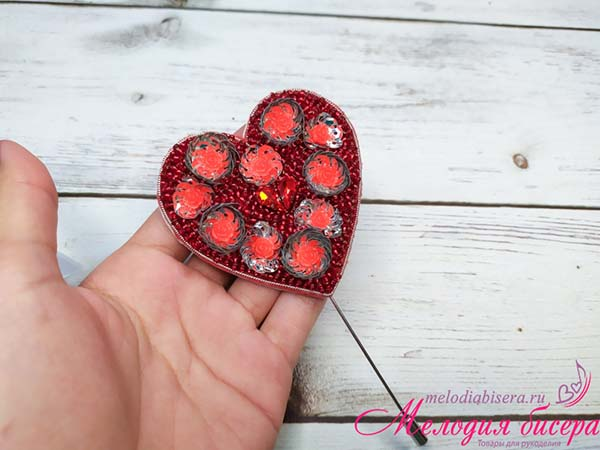 melodiabisera.ru
Мелодия бисера
Товары для рукоделия